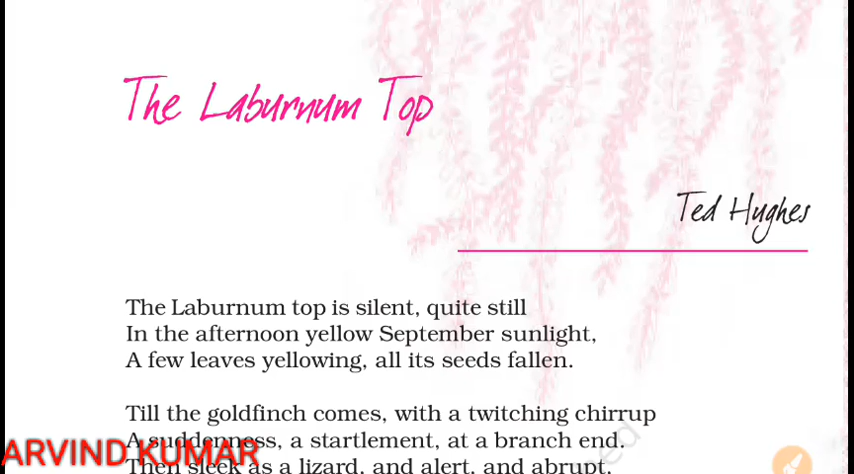 The Laburnum Top
Ted Hughes
The Laburnum top is silent, quite still
In the afternoon yellow September sunlight,
A few leaves yellowing, all its seeds fallen.
Till the goldfinch comes, with a twitching chirrup
A suddenness, a startlement, at a branch end.
ARVIND KUMAR
Then sleek as a lizard, and alert, and abrupt,